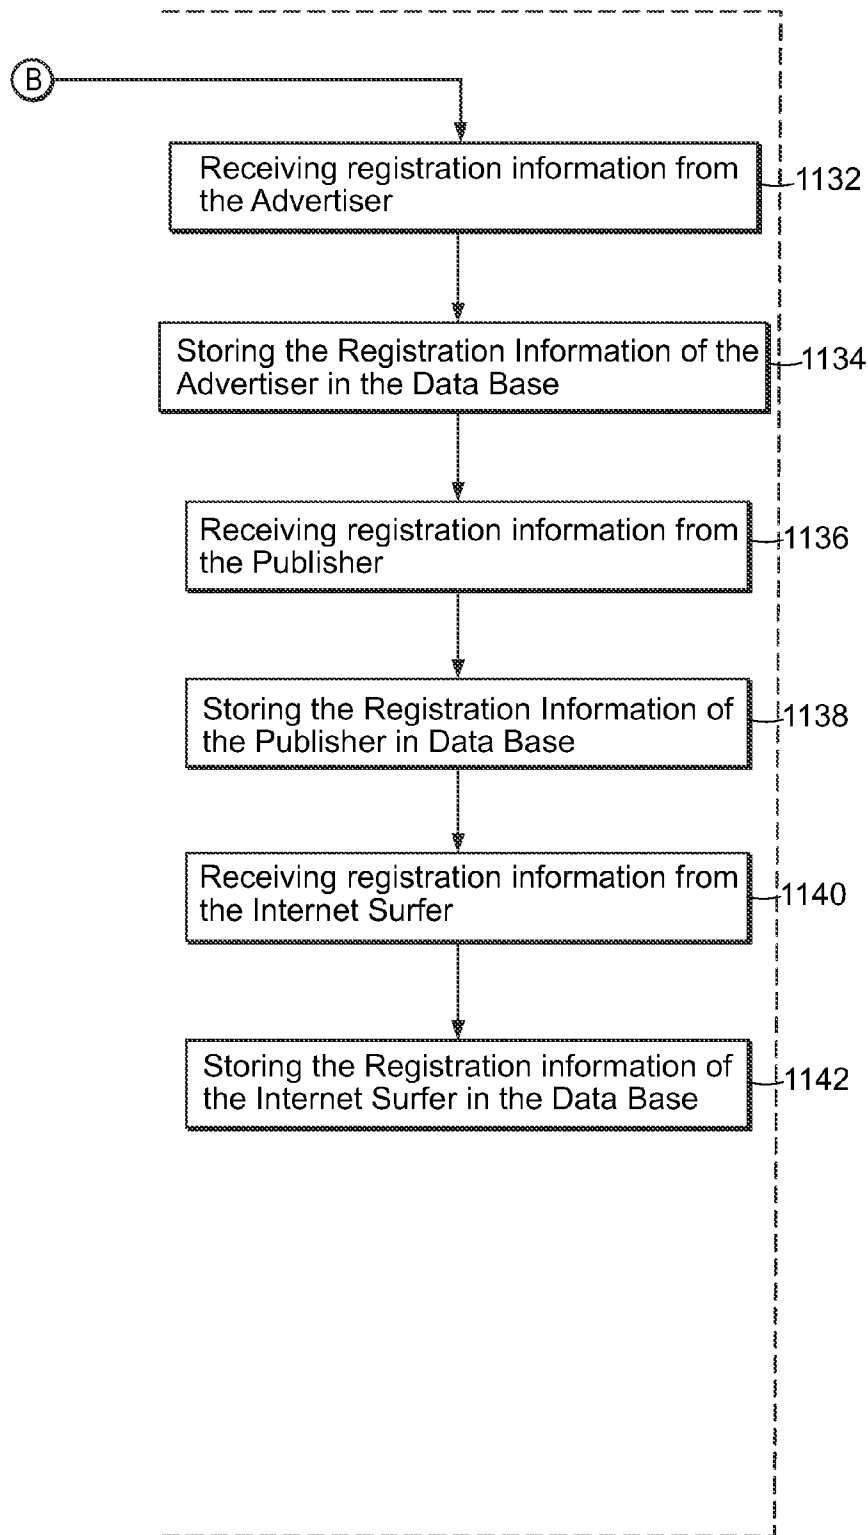 B
Receiving registration information from
the Advertiser
1132
Storing the Registration Information of the
Advertiser in the Data Base
1134
Receiving registration information from
the Publisher
1136
Storing the Registration Information of
the Publisher in Data Base
1138
Receiving registration information from
the Internet Surfer
1140
Storing the Registration information of
the Internet Surfer in the Data Base
1142